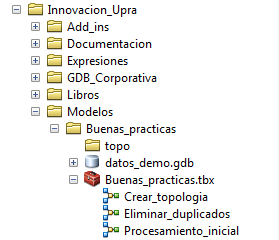 Innovacion_Upra
Add_ins
Documentacion
Expresiones
GDB_Corporativa
Libros
Modelos
Buenas_practicas
topo
datos_demo.gdb
Buenas_practicas.tbx
Crear_topologia
Eliminar_duplicados
Procesamiento_inicial